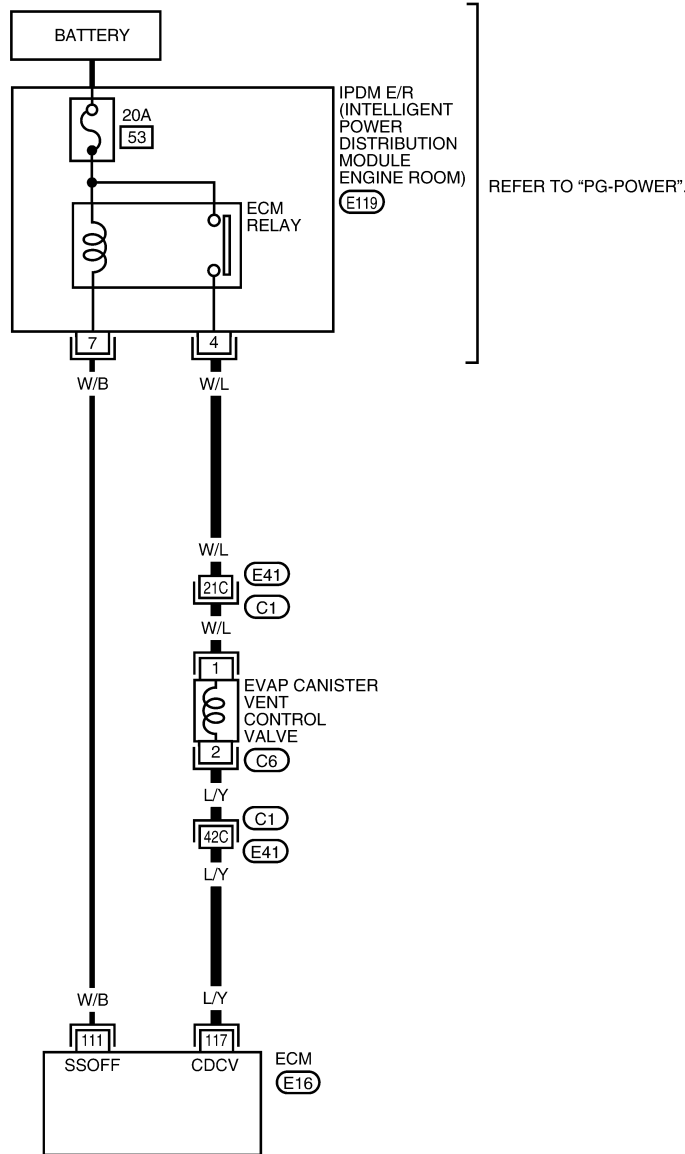 BATTERY
20A
53
IPDM E/R
(INTELLIGENT
POWER
DISTRIBUTION
MODULE
ENGINE ROOM)
E119
REFER TO “PG-POWER”.
ECM
RELAY
7
4
W/B
W/L
W/L
21C
E41
C1
W/L
1
EVAP CANISTER
VENT
CONTROL
VALVE
2
C6
L/Y
C1
42C
E41
L/Y
W/B
L/Y
111
117
SSOFF
CDCV
ECM
E16